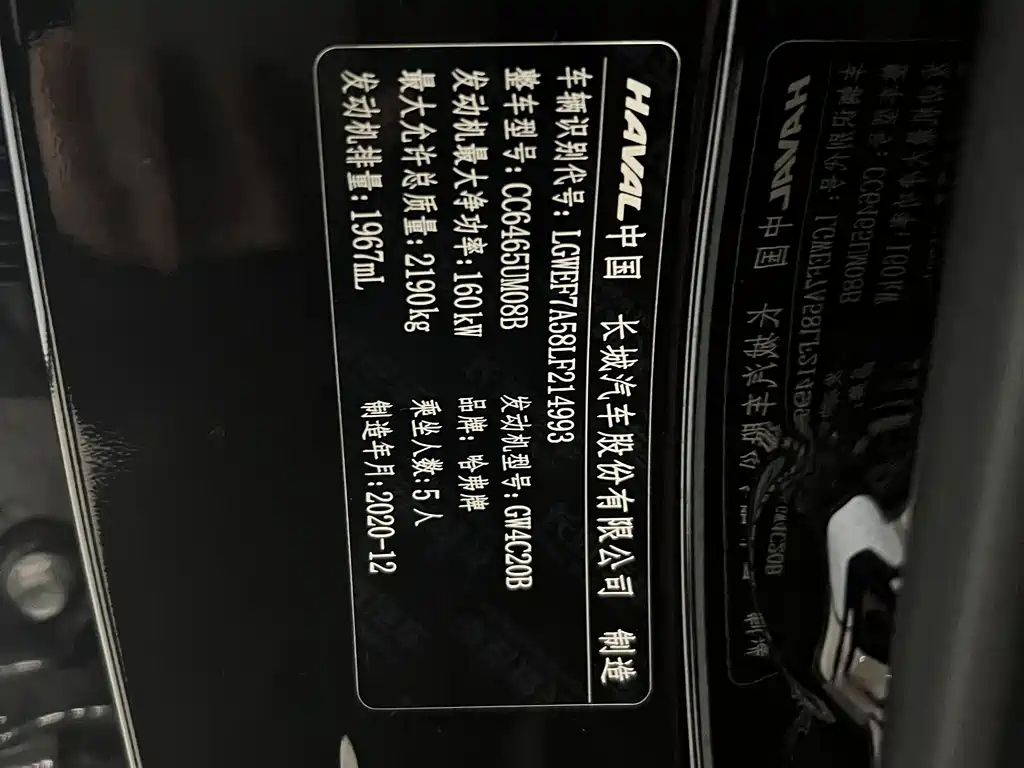 HAVAL 中国 长城汽车股份有限公司 制造
车辆识别代号:LGWEF7A58LF214993
整车型号:CC6465UM08B 发动机型号:GW4C20B
发动机最大净功率:160kW 品牌:哈弗牌
最大允许总质量:2190kg 乘坐人数:5人
发动机排量:1967mL 制造年月:2020-12